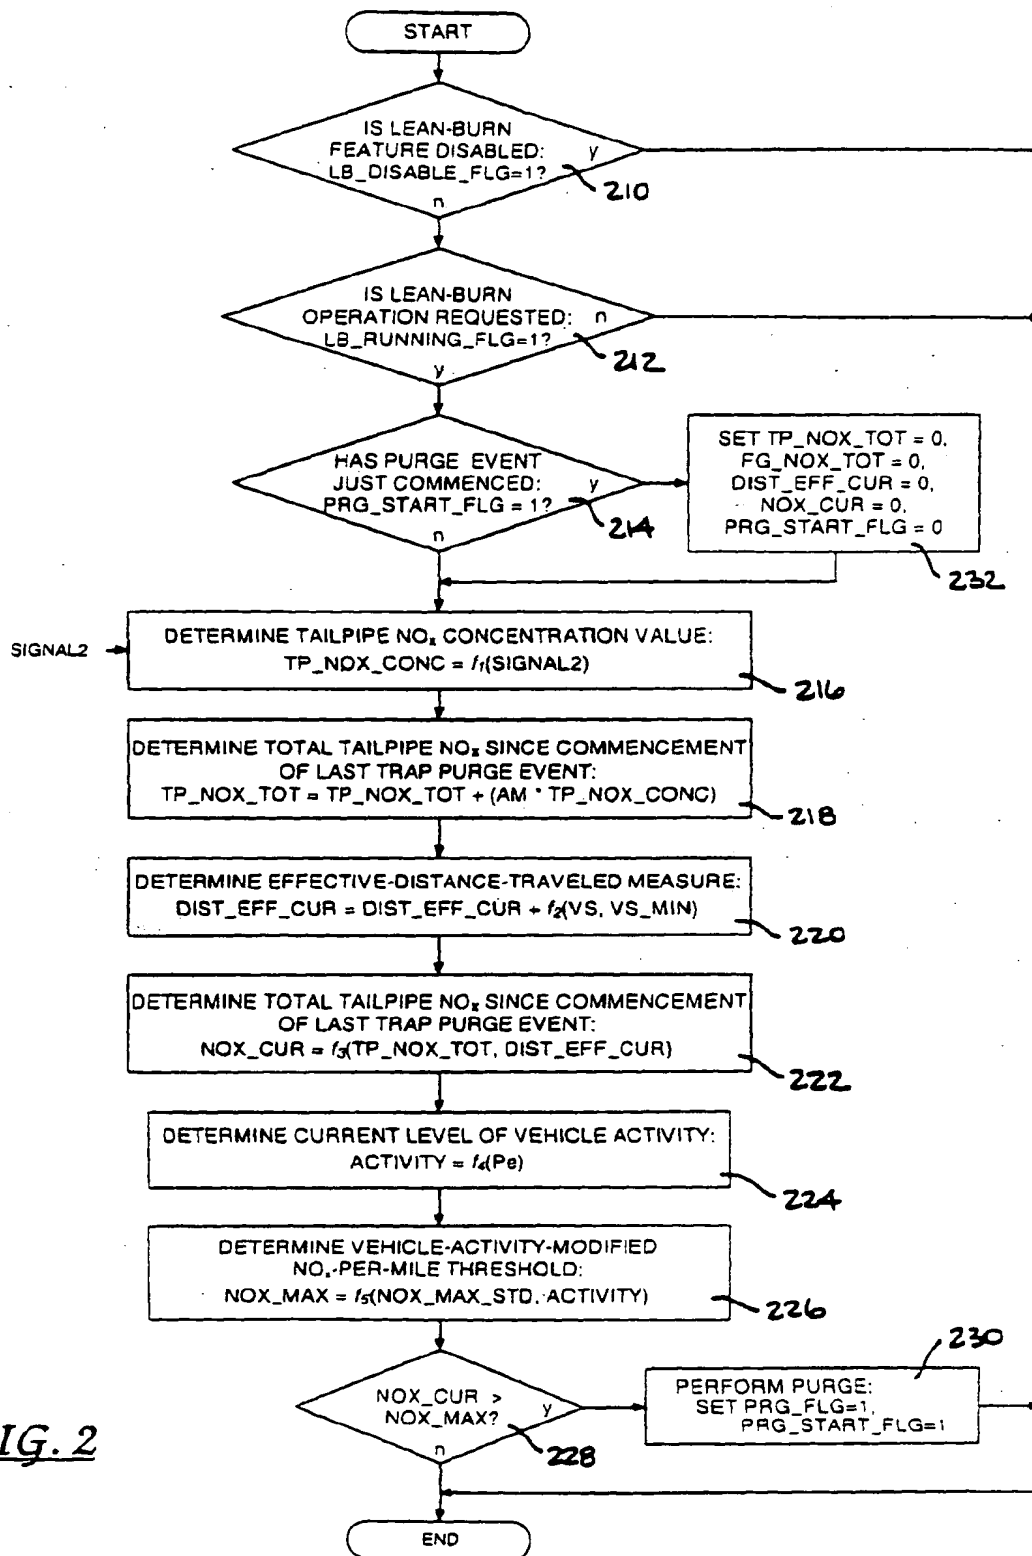 START
IS LEAN-BURN
FEATURE DISABLED:
LB_DISABLE_FLG=1?
y
n
210
IS LEAN-BURN
OPERATION REQUESTED:
LB_RUNNING_FLG=1?
n
y
212
HAS PURGE EVENT
JUST COMMENCED:
PRG_START_FLG = 1?
y
n
214
SET TP_NOX_TOT = 0,
FG_NOX_TOT = 0,
DIST_EFF_CUR = 0,
NOX_CUR = 0,
PRG_START_FLG = 0
232
SIGNAL2
DETERMINE TAILPIPE NOx CONCENTRATION VALUE:
TP_NOX_CONC = f1(SIGNAL2)
216
DETERMINE TOTAL TAILPIPE NOx SINCE COMMENCEMENT
OF LAST TRAP PURGE EVENT:
TP_NOX_TOT = TP_NOX_TOT + (AM * TP_NOX_CONC)
218
DETERMINE EFFECTIVE-DISTANCE-TRAVELED MEASURE:
DIST_EFF_CUR = DIST_EFF_CUR + f2(VS, VS_MIN)
220
DETERMINE TOTAL TAILPIPE NOx SINCE COMMENCEMENT
OF LAST TRAP PURGE EVENT:
NOX_CUR = f3(TP_NOX_TOT, DIST_EFF_CUR)
222
DETERMINE CURRENT LEVEL OF VEHICLE ACTIVITY:
ACTIVITY = f4(Pe)
224
DETERMINE VEHICLE-ACTIVITY-MODIFIED
NOx-PER-MILE THRESHOLD:
NOX_MAX = f5(NOX_MAX_STD, ACTIVITY)
226
NOX_CUR >
NOX_MAX?
y
n
228
230
PERFORM PURGE:
SET PRG_FLG=1,
PRG_START_FLG=1
IG. 2
END